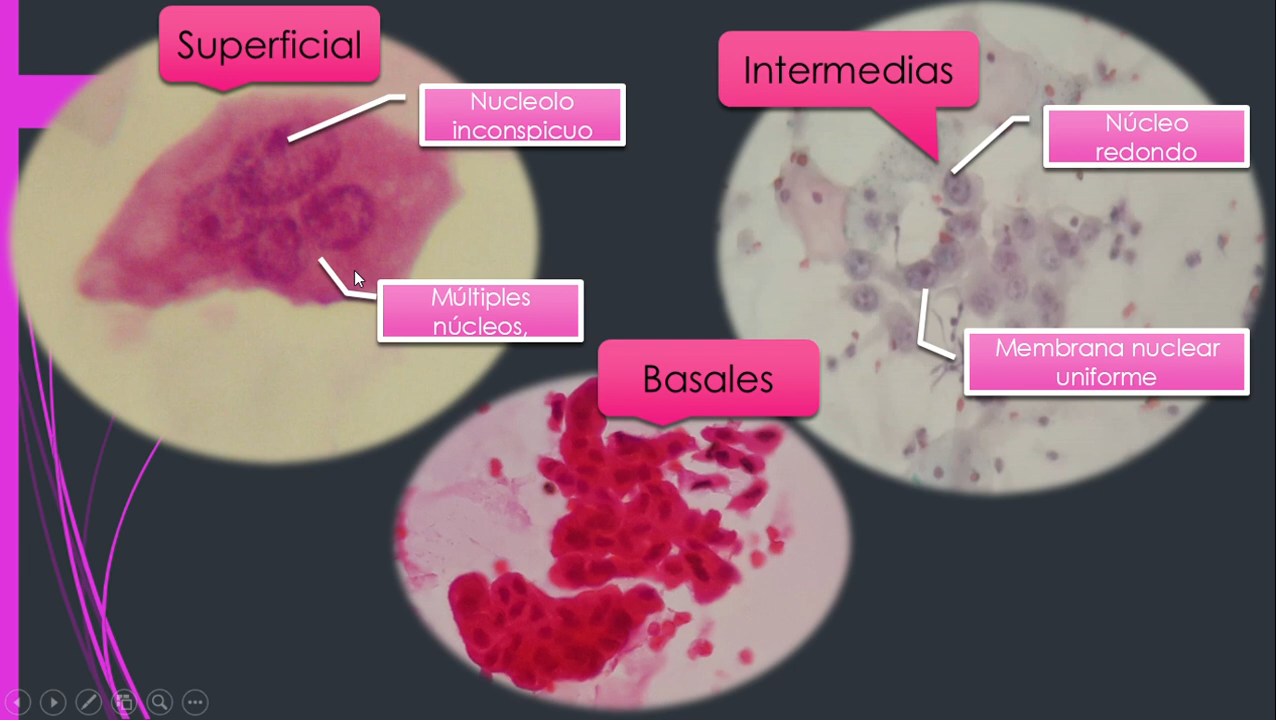 Superficial
Nucleolo
inconspicuo
Múltiples
núcleos,
Intermedias
Núcleo
redondo
Membrana nuclear
uniforme
Basales